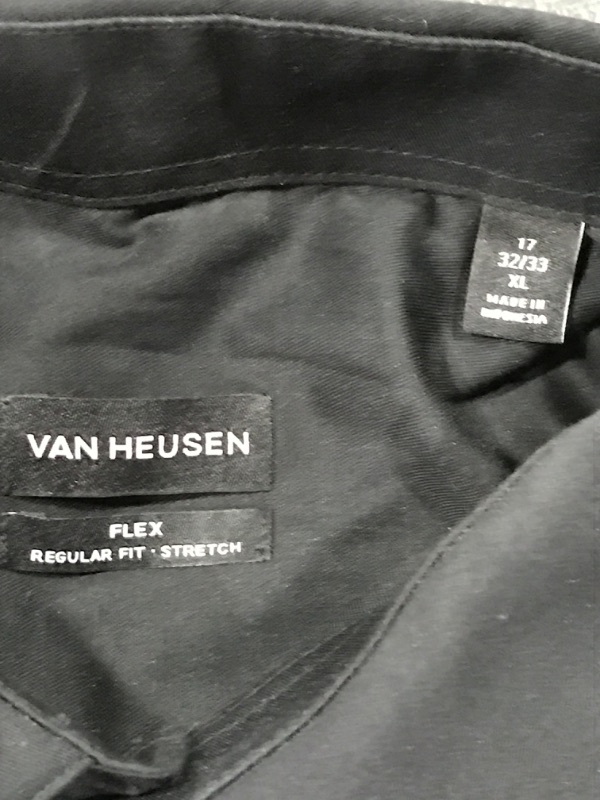 17
32/33
XL
MADE IN
INDONESIA
VAN HEUSEN
FLEX
REGULAR FIT · STRETCH